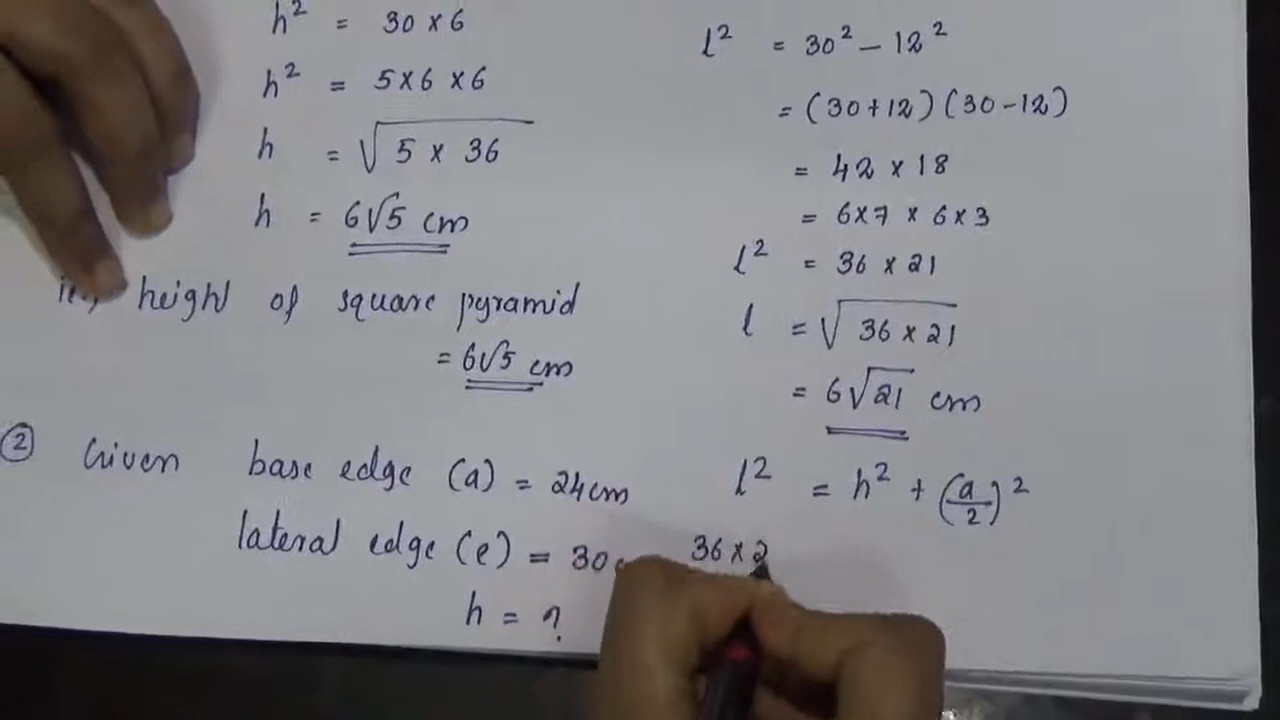 h² = 30 × 6
h² = 5×6 × 6
h = √5 × 36
h = 6√5 cm
height of square pyramid
= 6√5 cm
② Given base edge (a) = 24cm
lateral edge (e) = 30
h = ?
l² = 30² – 12²
= (30+12) (30-12)
= 42 × 18
= 6×7 × 6×3
l² = 36 × 21
l = √36 × 21
= 6√21 cm
l² = h² + (a/2)²
36 × 2